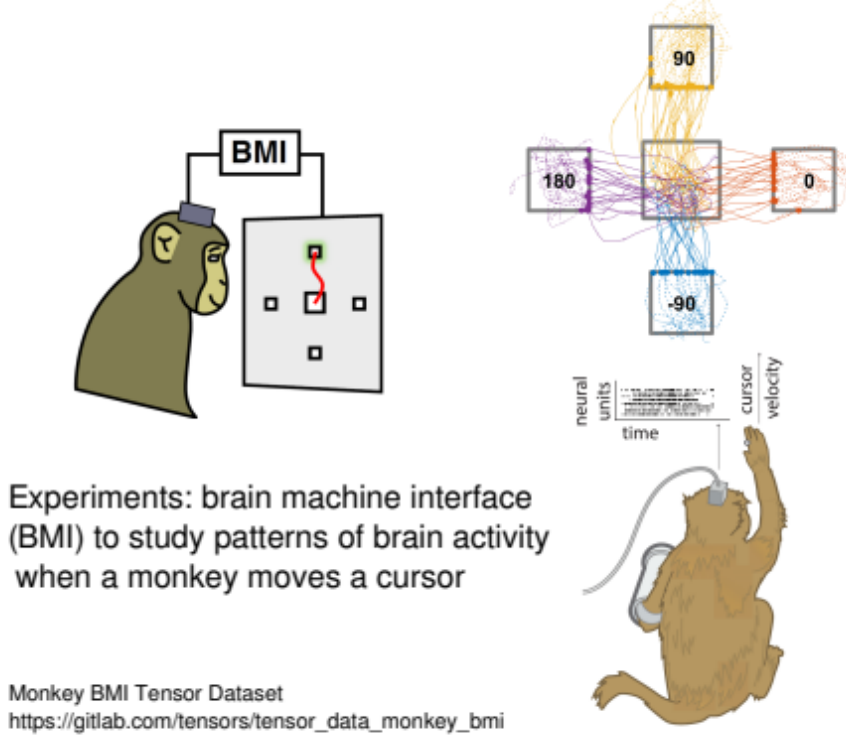 BMI
90
180
0
-90
neural
units
time
cursor
velocity
Experiments: brain machine interface
(BMI) to study patterns of brain activity
when a monkey moves a cursor
Monkey BMI Tensor Dataset
https://gitlab.com/tensors/tensor_data_monkey_bmi